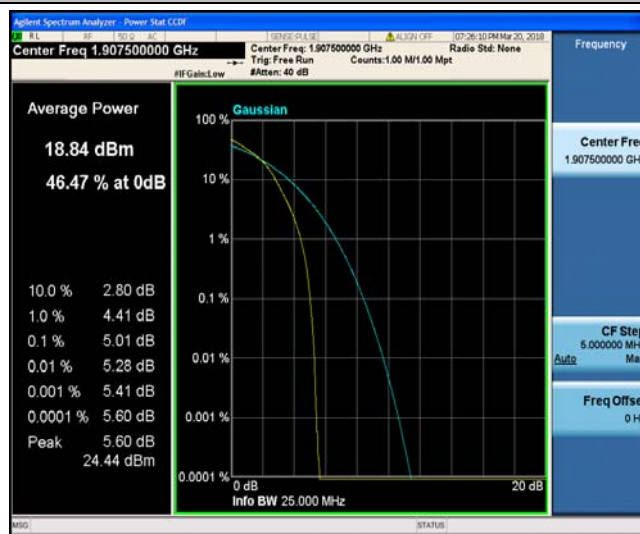 Agilent Spectrum Analyzer - Power Stat CCDF
RL RF 50 Ω AC SENSE:PULSE ALIGN OFF 07:26:10 PM Mar 20, 2018
Center Freq 1.907500000 GHz
Center Freq: 1.907500000 GHz Radio Std: None
Trig: Free Run Counts:1.00 M/1.00 Mpt
#IFGain:Low #Atten: 40 dB
Frequency
Average Power
18.84 dBm
46.47 % at 0dB
10.0 % 2.80 dB
1.0 % 4.41 dB
0.1 % 5.01 dB
0.01 % 5.28 dB
0.001 % 5.41 dB
0.0001 % 5.60 dB
Peak 5.60 dB
24.44 dBm
Gaussian
100 %
10 %
1 %
0.1 %
0.01 %
0.001 %
0.0001 %
0 dB 20 dB
Info BW 25.000 MHz
Center Fre
1.907500000 GH
CF Ste
5.000000 MH
Auto Ma
Freq Offse
0 H
MSG STATUS